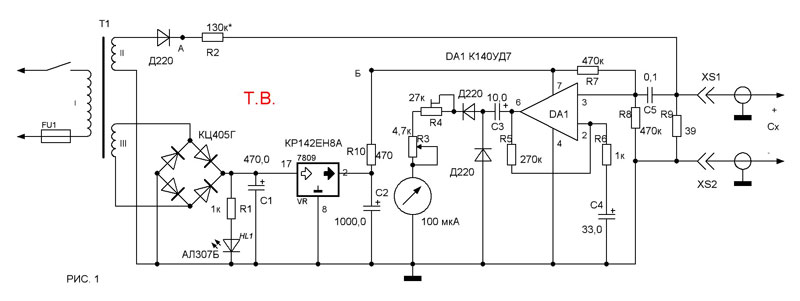 T1
130к*
Д220
А
R2
II
DA1 К140УД7
470к
R7
Т.В.
Б
27к
Д220
10,0
7
0,1
XS1
I
R4
6
3
DA1
C5
+
FU1
C3
R8
R9
Сх
КЦ405Г
4,7к
R3
R5
2
R6
470к
39
III
КР142ЕН8А
R10
470
270к
4
1к
470,0
17
7809
2
Д220
XS2
1к
R1
+
C1
VR
8
C2
+
1000,0
100 мкА
C4
+
33,0
HL1
АЛ307Б
РИС. 1